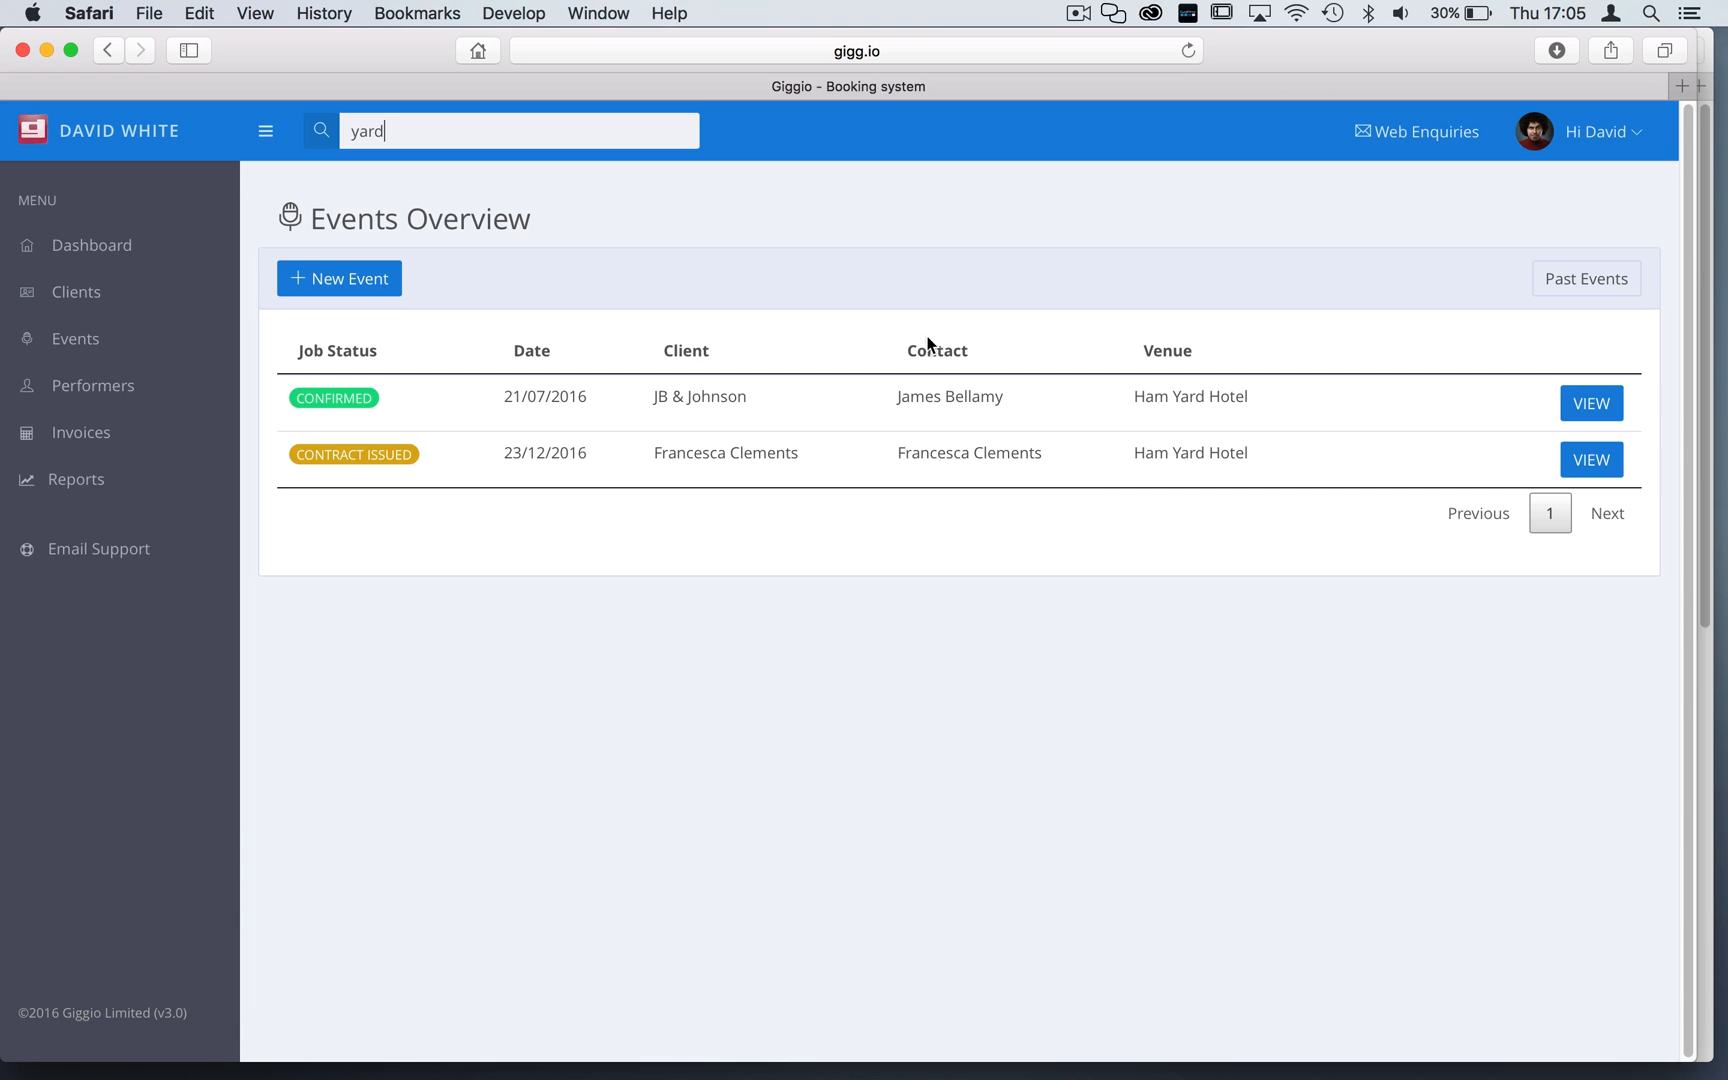 Safari File Edit View History Bookmarks Develop Window Help 30% Thu 17:05
gigg.io
Giggio - Booking system
DAVID WHITE
yard
Web Enquiries
Hi David
MENU
Dashboard
Clients
Events
Performers
Invoices
Reports
Email Support
©2016 Giggio Limited (v3.0)
Events Overview
+ New Event
Past Events
Job Status Date Client Contact Venue
CONFIRMED 21/07/2016 JB & Johnson James Bellamy Ham Yard Hotel VIEW
CONTRACT ISSUED 23/12/2016 Francesca Clements Francesca Clements Ham Yard Hotel VIEW
Previous 1 Next